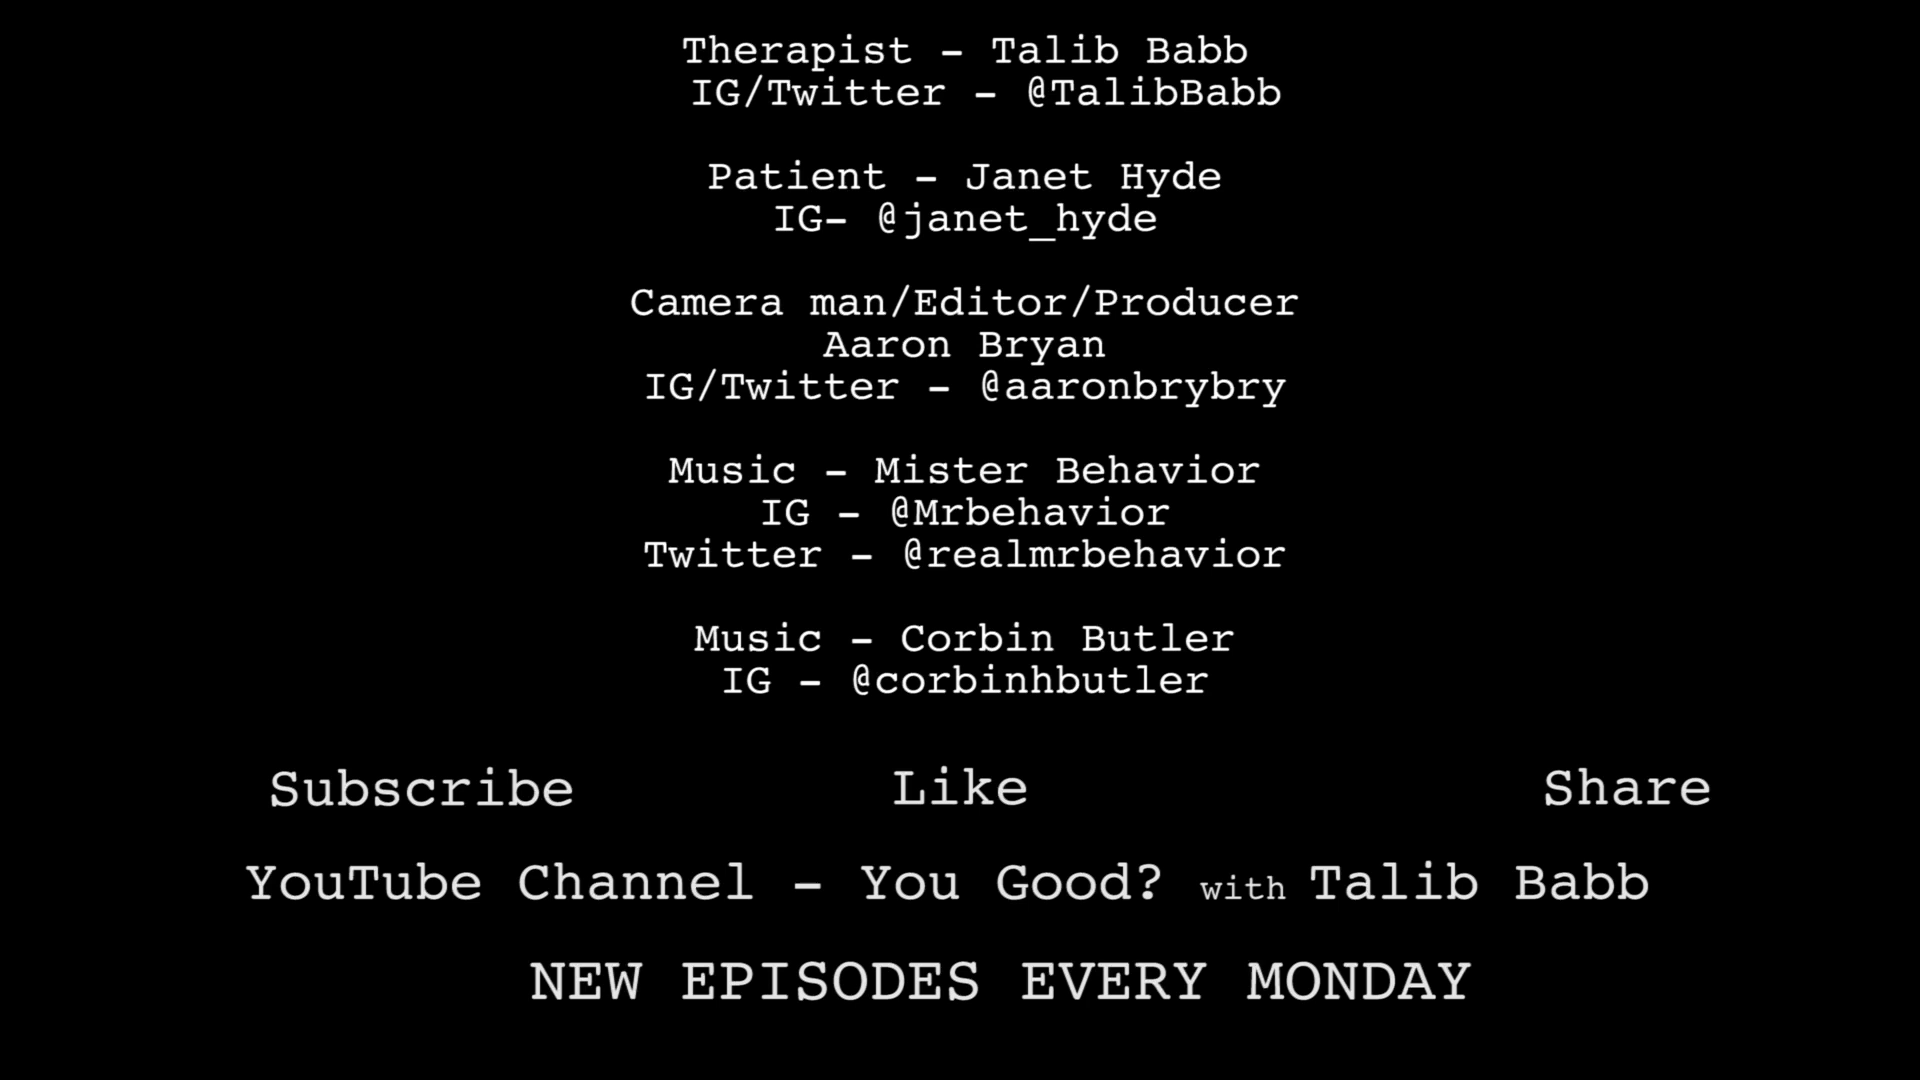 Therapist - Talib Babb
IG/Twitter - @TalibBabb
Patient - Janet Hyde
IG- @janet_hyde
Camera man/Editor/Producer
Aaron Bryan
IG/Twitter - @aaronbrybry
Music - Mister Behavior
IG - @Mrbehavior
Twitter - @realmrbehavior
Music - Corbin Butler
IG - @corbinhbutler
Subscribe Like Share
YouTube Channel - You Good? with Talib Babb
NEW EPISODES EVERY MONDAY